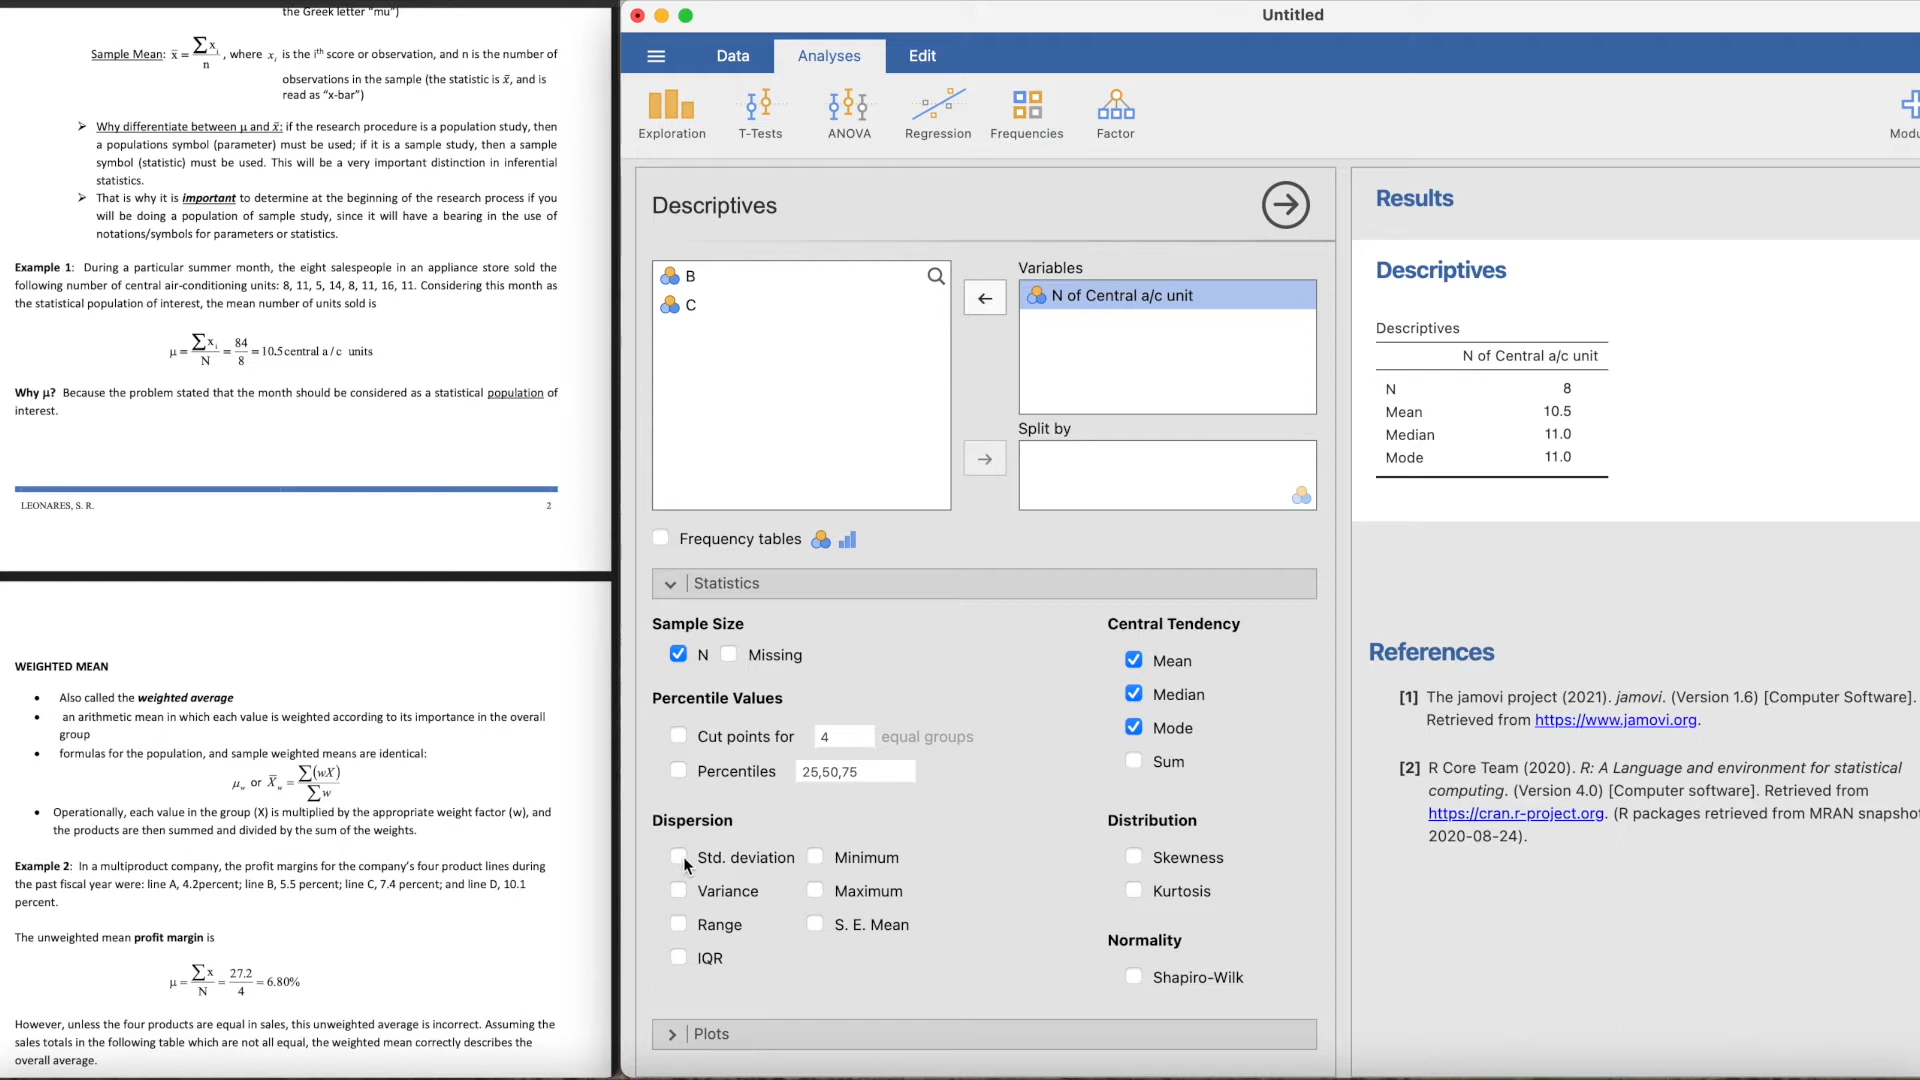 the Greek letter "mu")
Sample Mean: x̄ = ∑xᵢ / n , where xᵢ is the iᵗʰ score or observation, and n is the number of
observations in the sample (the statistic is x̄, and is
read as “x-bar”)
➢ Why differentiate between µ and x̄: if the research procedure is a population study, then
a populations symbol (parameter) must be used; if it is a sample study, then a sample
symbol (statistic) must be used. This will be a very important distinction in inferential
statistics.
➢ That is why it is important to determine at the beginning of the research process if you
will be doing a population of sample study, since it will have a bearing in the use of
notations/symbols for parameters or statistics.
Example 1: During a particular summer month, the eight salespeople in an appliance store sold the
following number of central air-conditioning units: 8, 11, 5, 14, 8, 11, 16, 11. Considering this month as
the statistical population of interest, the mean number of units sold is
µ = ∑xᵢ / N = 84 / 8 = 10.5 central a / c units
Why µ? Because the problem stated that the month should be considered as a statistical population of
interest.
LEONARES, S. R. 2
WEIGHTED MEAN
• Also called the weighted average
• an arithmetic mean in which each value is weighted according to its importance in the overall
group
• formulas for the population, and sample weighted means are identical:
µw or X̄w = ∑(wX) / ∑w
• Operationally, each value in the group (X) is multiplied by the appropriate weight factor (w), and
the products are then summed and divided by the sum of the weights.
Example 2: In a multiproduct company, the profit margins for the company’s four product lines during
the past fiscal year were: line A, 4.2percent; line B, 5.5 percent; line C, 7.4 percent; and line D, 10.1
percent.
The unweighted mean profit margin is
µ = ∑x / N = 27.2 / 4 = 6.80%
However, unless the four products are equal in sales, this unweighted average is incorrect. Assuming the
sales totals in the following table which are not all equal, the weighted mean correctly describes the
overall average.
Untitled
Data Analyses Edit
Exploration T-Tests ANOVA Regression Frequencies Factor
Descriptives
B
C
Variables
N of Central a/c unit
Split by
Frequency tables
Statistics
Sample Size
N Missing
Percentile Values
Cut points for 4 equal groups
Percentiles 25,50,75
Dispersion
Std. deviation Minimum
Variance Maximum
Range S. E. Mean
IQR
Central Tendency
Mean
Median
Mode
Sum
Distribution
Skewness
Kurtosis
Normality
Shapiro-Wilk
Plots
Results
Descriptives
Descriptives
N of Central a/c unit
N 8
Mean 10.5
Median 11.0
Mode 11.0
References
[1] The jamovi project (2021). jamovi. (Version 1.6) [Computer Software].
Retrieved from https://www.jamovi.org.
[2] R Core Team (2020). R: A Language and environment for statistical
computing. (Version 4.0) [Computer software]. Retrieved from
https://cran.r-project.org. (R packages retrieved from MRAN
2020-08-24).